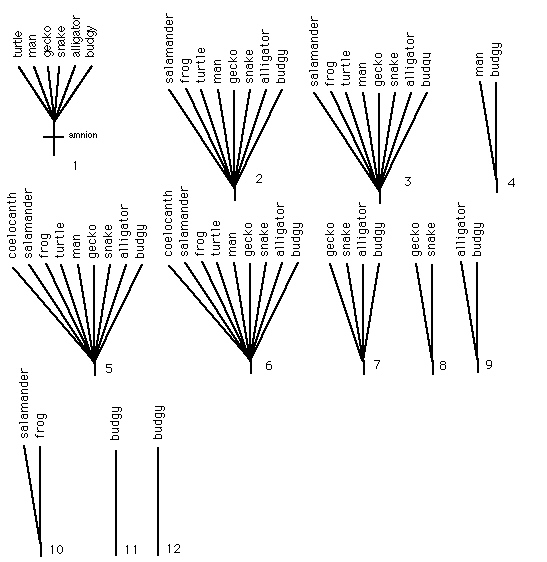 turtle
man
gecko
snake
alligator
budgy
amnion
1
salamander
frog
turtle
man
gecko
snake
alligator
budgy
2
salamander
frog
turtle
man
gecko
snake
alligator
budgy
3
man
budgy
4
coelocanth
salamander
frog
turtle
man
gecko
snake
alligator
budgy
5
coelocanth
salamander
frog
turtle
man
gecko
snake
alligator
budgy
6
gecko
snake
alligator
budgy
7
gecko
snake
8
alligator
budgy
9
salamander
frog
10
budgy
11
budgy
12